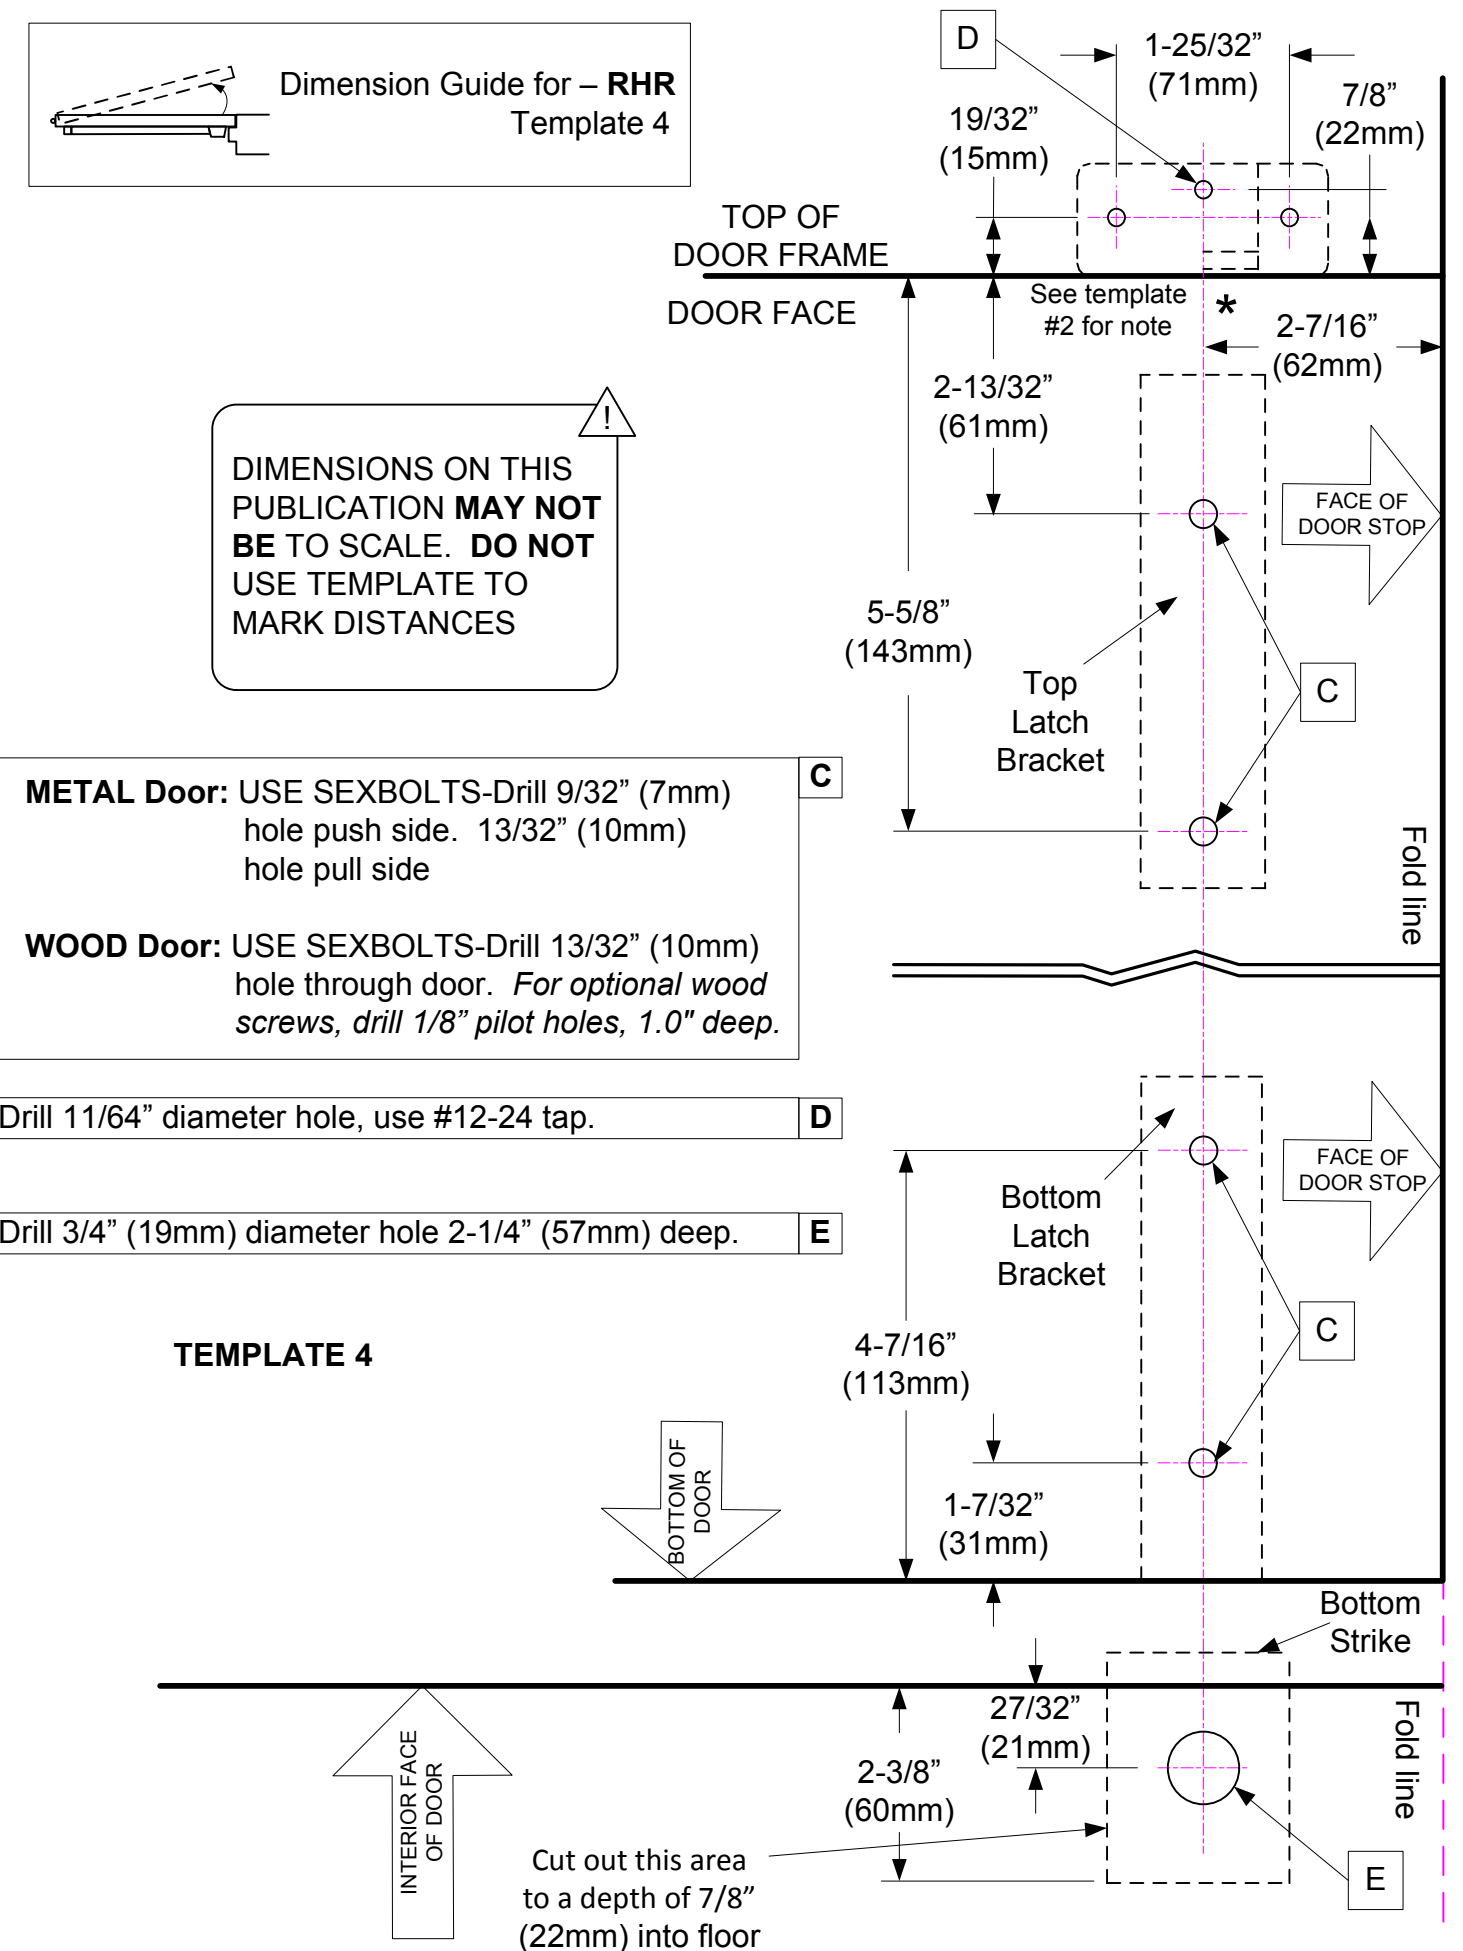 Dimension Guide for – RHR
Template 4
D
1-25/32”
(71mm)
7/8”
(22mm)
19/32”
(15mm)
TOP OF
DOOR FRAME
DOOR FACE
See template
#2 for note
*
2-7/16”
(62mm)
2-13/32”
(61mm)
!
DIMENSIONS ON THIS
PUBLICATION MAY NOT
BE TO SCALE. DO NOT
USE TEMPLATE TO
MARK DISTANCES
FACE OF
DOOR STOP
5-5/8”
(143mm)
Top
Latch
Bracket
C
C
METAL Door: USE SEXBOLTS-Drill 9/32” (7mm)
hole push side. 13/32” (10mm)
hole pull side
WOOD Door: USE SEXBOLTS-Drill 13/32” (10mm)
hole through door. For optional wood
screws, drill 1/8” pilot holes, 1.0" deep.
Fold line
Drill 11/64” diameter hole, use #12-24 tap.
D
Drill 3/4” (19mm) diameter hole 2-1/4” (57mm) deep.
E
FACE OF
DOOR STOP
Bottom
Latch
Bracket
C
TEMPLATE 4
4-7/16”
(113mm)
BOTTOM OF
DOOR
1-7/32”
(31mm)
Bottom
Strike
27/32”
(21mm)
2-3/8”
(60mm)
Fold line
INTERIOR FACE
OF DOOR
Cut out this area
to a depth of 7/8”
(22mm) into floor
E